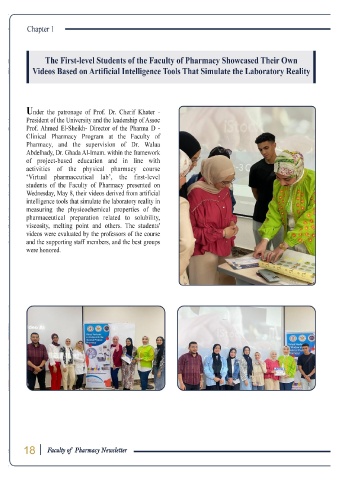 Chapter 1
The First-level Students of the Faculty of Pharmacy Showcased Their Own
Videos Based on Artificial Intelligence Tools That Simulate the Laboratory Reality
Under the patronage of Prof. Dr. Cherif Khater -
President of the University and the leadership of Assoc
Prof. Ahmed El-Sheikh- Director of the Pharma D -
Clinical Pharmacy Program at the Faculty of
Pharmacy, and the supervision of Dr. Walaa
Abdelhady, Dr. Ghada Al-Imam. within the framework
of project-based education and in line with
activities of the physical pharmacy course
"Virtual pharmaceutical lab", the first-level
students of the Faculty of Pharmacy presented on
Wednesday, May 8, their videos derived from artificial
intelligence tools that simulate the laboratory reality in
measuring the physicochemical properties of the
pharmaceutical preparation related to solubility,
viscosity, melting point and others. The students'
videos were evaluated by the professors of the course
and the supporting staff members, and the best groups
were honored.
18
Faculty of Pharmacy Newsletter